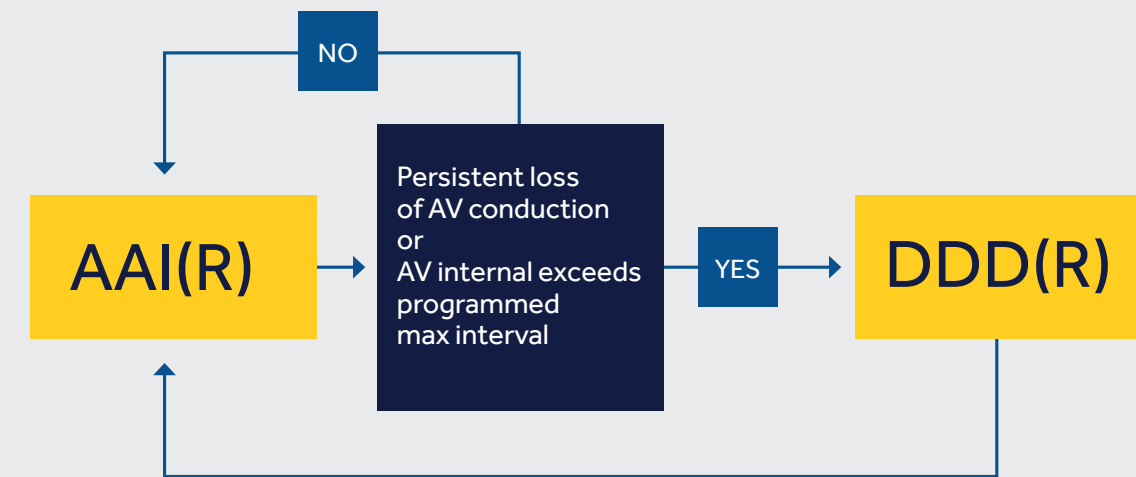 NO
AAI(R)
Persistent loss
of AV conduction
or
AV internal exceeds
programmed
max interval
YES
DDD(R)